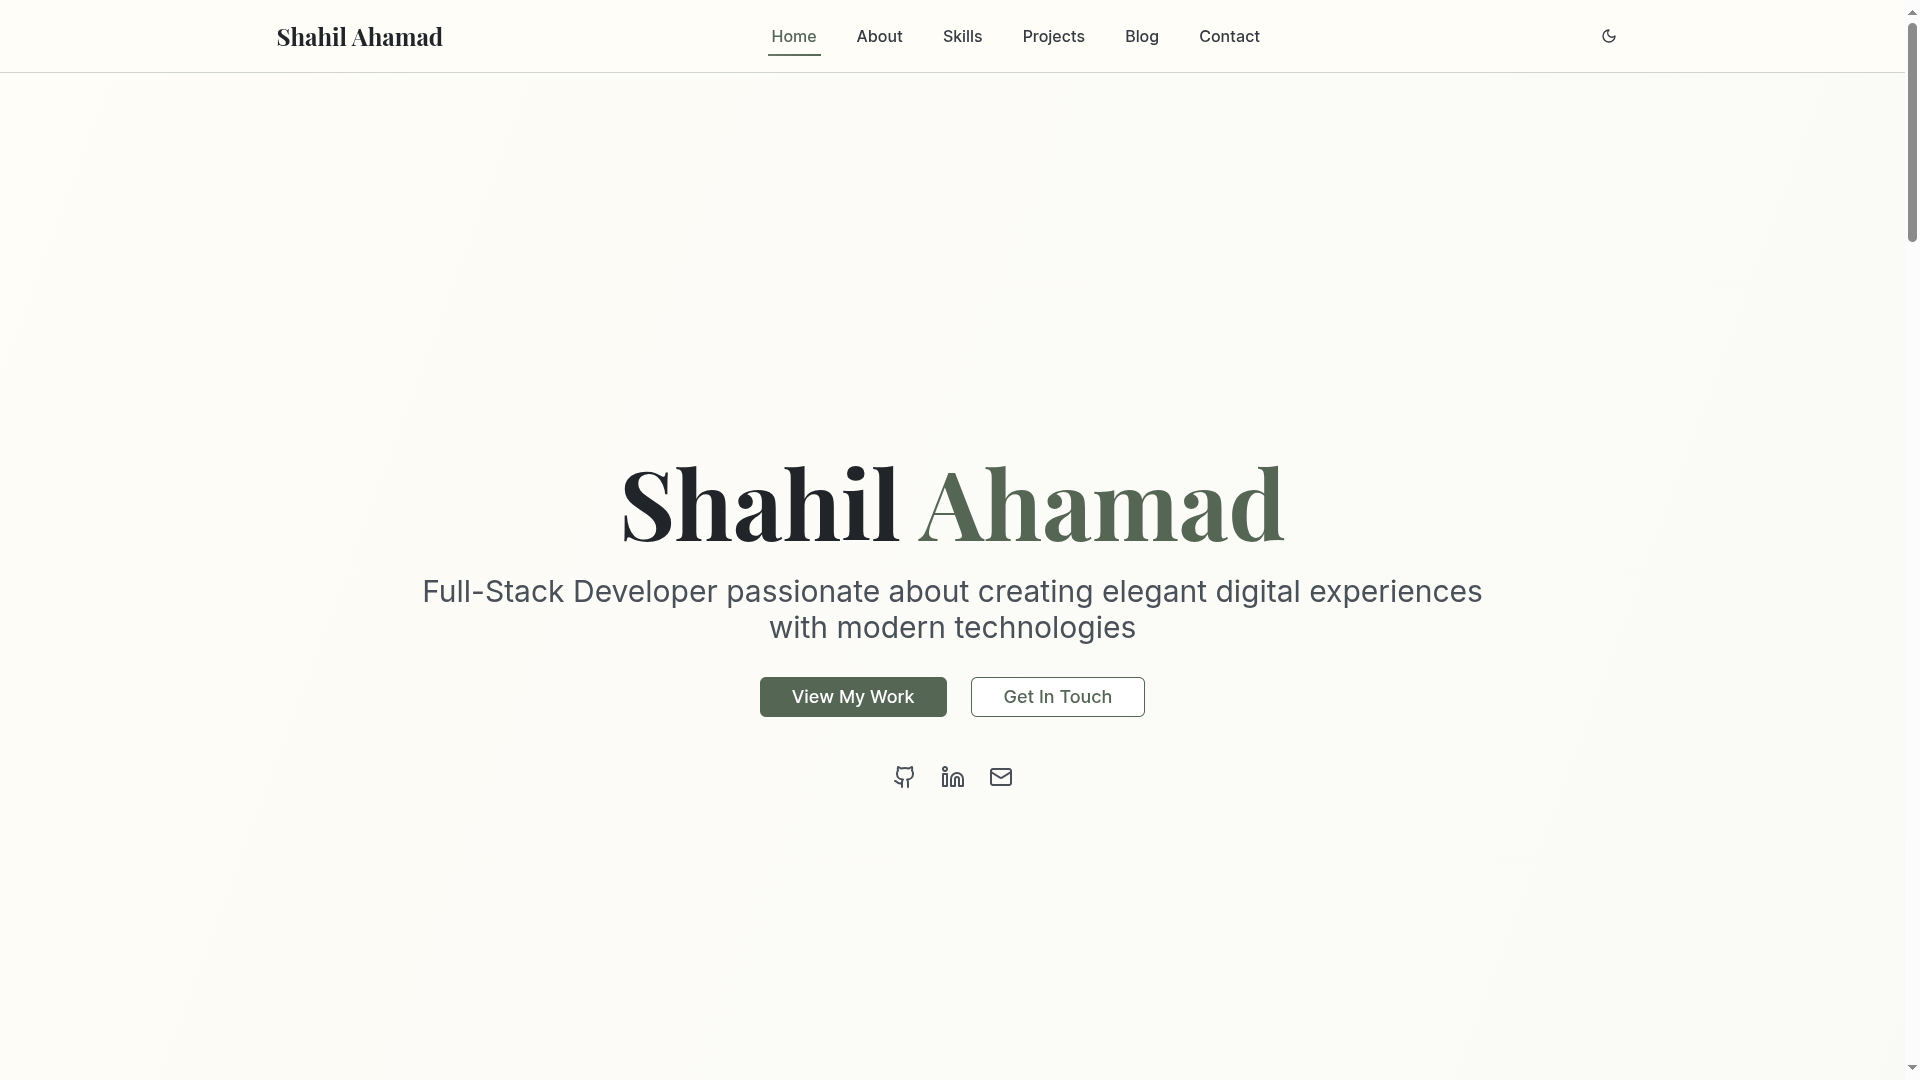 Shahil Ahamad
Home About Skills Projects Blog Contact
Shahil Ahamad
Full-Stack Developer passionate about creating elegant digital experiences
with modern technologies
View My Work Get In Touch